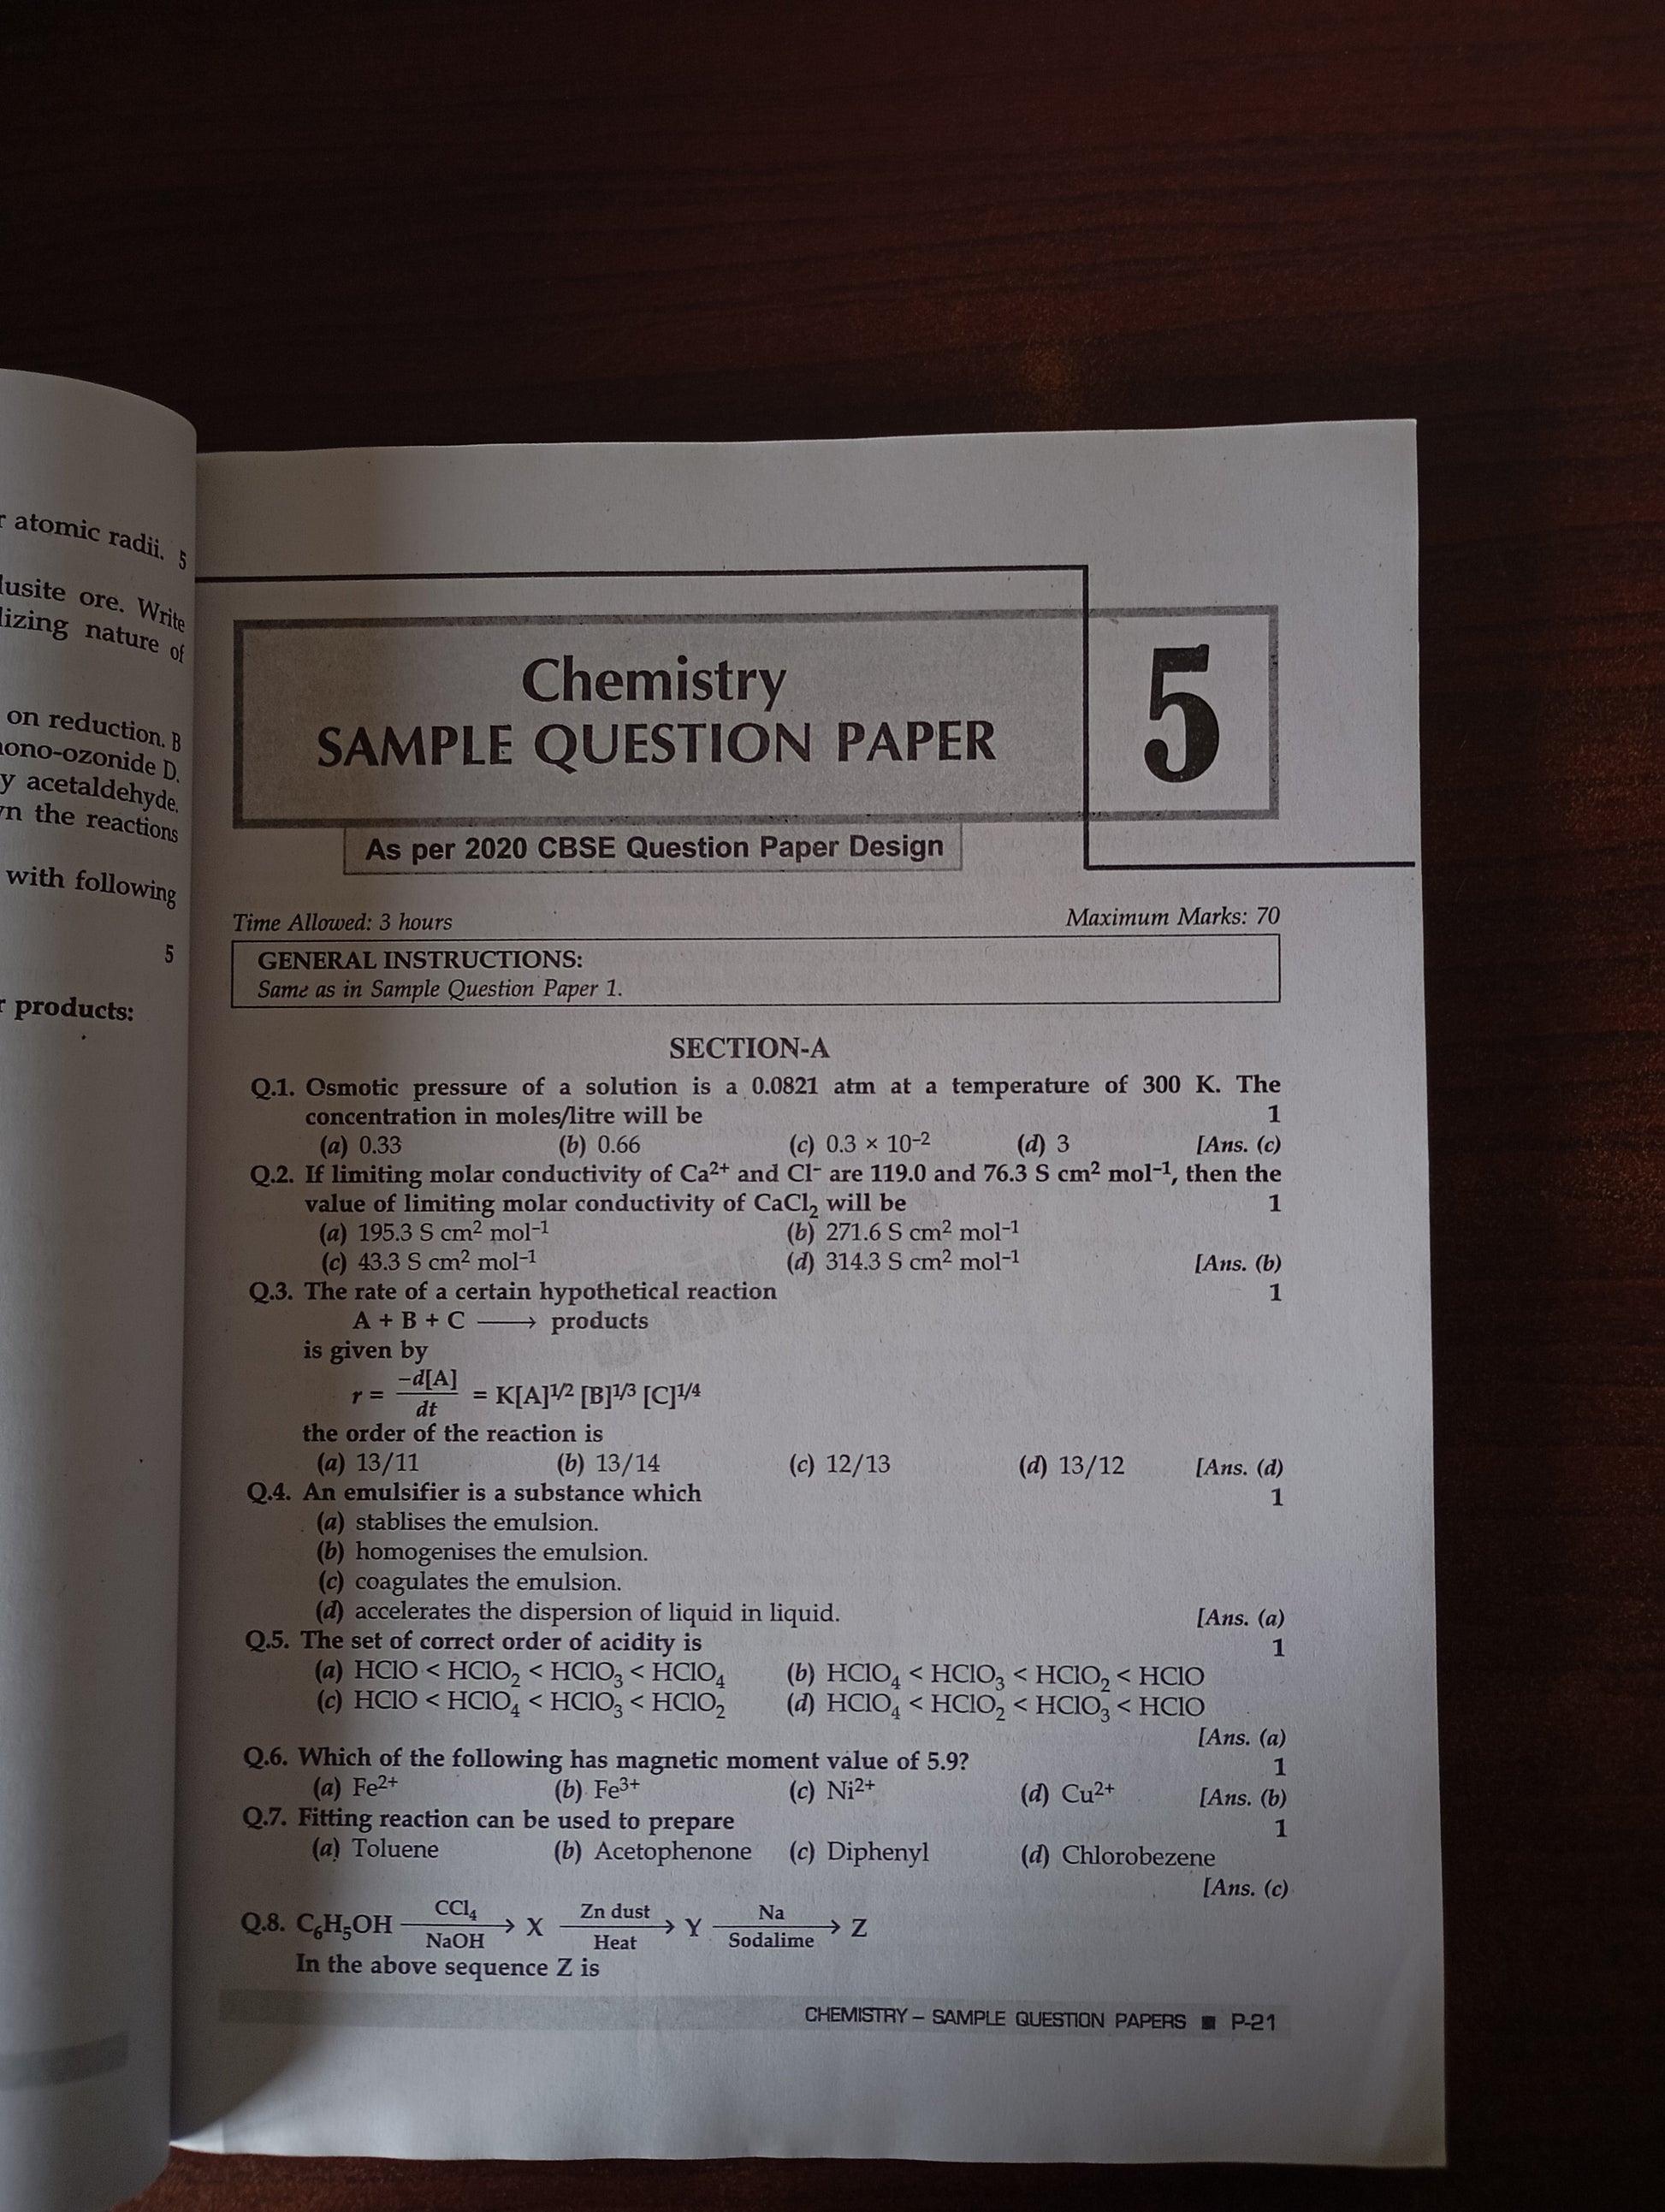 r atomic radii. 5
lusite ore. Write
lizing nature of
on reduction. B
nono-ozonide D.
y acetaldehyde.
n the reactions
with following
5
r products:
Chemistry
SAMPLE QUESTION PAPER
5
As per 2020 CBSE Question Paper Design
Time Allowed: 3 hours Maximum Marks: 70
GENERAL INSTRUCTIONS:
Same as in Sample Question Paper 1.
SECTION-A
Q.1. Osmotic pressure of a solution is a 0.0821 atm at a temperature of 300 K. The
concentration in moles/litre will be 1
(a) 0.33 (b) 0.66 (c) 0.3 × 10⁻² (d) 3 [Ans. (c)
Q.2. If limiting molar conductivity of Ca²⁺ and Cl⁻ are 119.0 and 76.3 S cm² mol⁻¹, then the
value of limiting molar conductivity of CaCl₂ will be 1
(a) 195.3 S cm² mol⁻¹ (b) 271.6 S cm² mol⁻¹
(c) 43.3 S cm² mol⁻¹ (d) 314.3 S cm² mol⁻¹ [Ans. (b)
Q.3. The rate of a certain hypothetical reaction 1
A + B + C ⟶ products
is given by
r = -d[A]/dt = K[A]^1/2 [B]^1/3 [C]^1/4
the order of the reaction is
(a) 13/11 (b) 13/14 (c) 12/13 (d) 13/12 [Ans. (d)
Q.4. An emulsifier is a substance which 1
(a) stablises the emulsion.
(b) homogenises the emulsion.
(c) coagulates the emulsion.
(d) accelerates the dispersion of liquid in liquid. [Ans. (a)
Q.5. The set of correct order of acidity is 1
(a) HClO < HClO₂ < HClO₃ < HClO₄ (b) HClO₄ < HClO₃ < HClO₂ < HClO
(c) HClO < HClO₄ < HClO₃ < HClO₂ (d) HClO₄ < HClO₂ < HClO₃ < HClO
[Ans. (a)
Q.6. Which of the following has magnetic moment value of 5.9? 1
(a) Fe²⁺ (b) Fe³⁺ (c) Ni²⁺ (d) Cu²⁺ [Ans. (b)
Q.7. Fitting reaction can be used to prepare 1
(a) Toluene (b) Acetophenone (c) Diphenyl (d) Chlorobezene
[Ans. (c)
Q.8. C₆H₅OH —CCl₄/NaOH→ X —Zn dust/Heat→ Y —Na/Sodalime→ Z
In the above sequence Z is
CHEMISTRY – SAMPLE QUESTION PAPERS ■ P-21